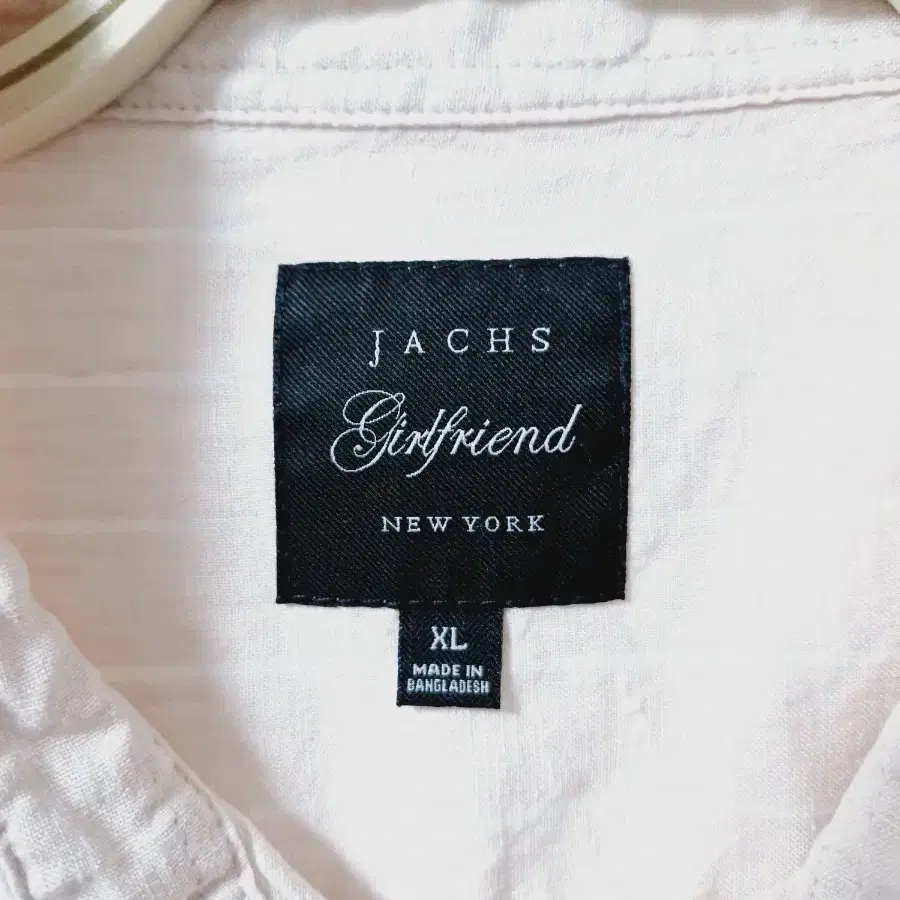 JACHS
Girlfriend
NEW YORK
XL
MADE IN
BANGLADESH